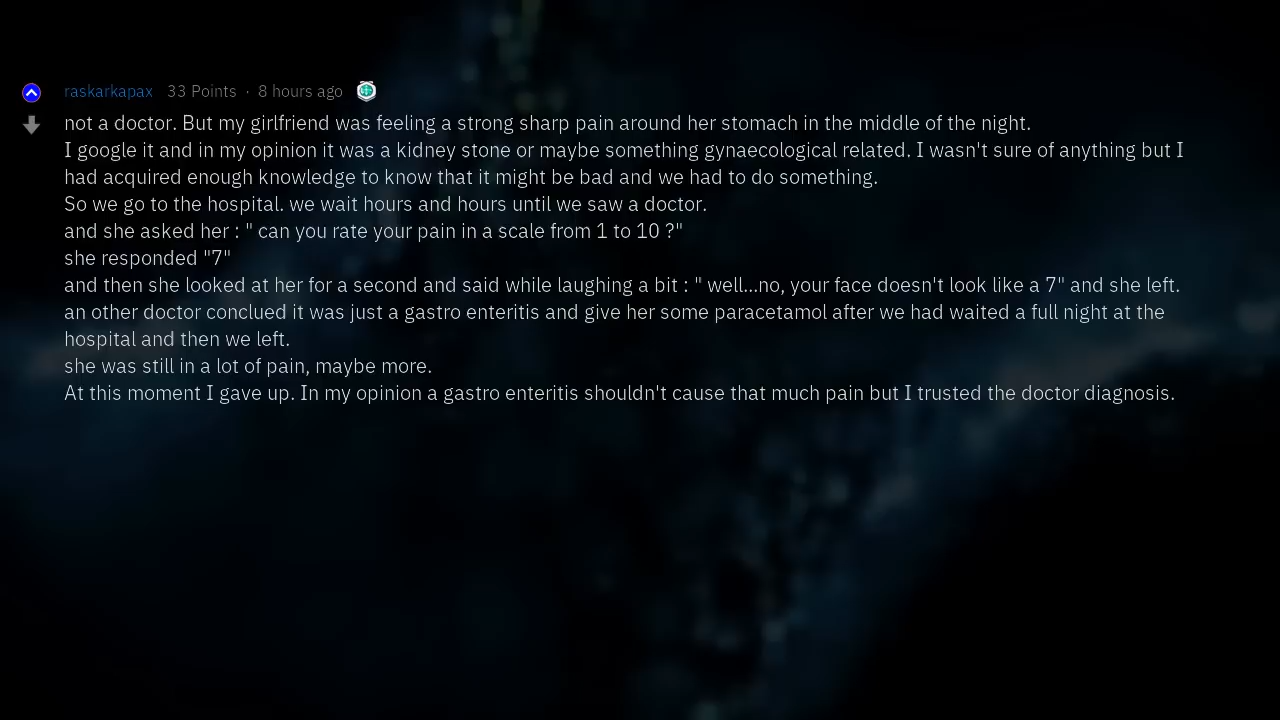 raskarkapax 33 Points · 8 hours ago
not a doctor. But my girlfriend was feeling a strong sharp pain around her stomach in the middle of the night.
I google it and in my opinion it was a kidney stone or maybe something gynaecological related. I wasn't sure of anything but I
had acquired enough knowledge to know that it might be bad and we had to do something.
So we go to the hospital. we wait hours and hours until we saw a doctor.
and she asked her : " can you rate your pain in a scale from 1 to 10 ?"
she responded "7"
and then she looked at her for a second and said while laughing a bit : " well...no, your face doesn't look like a 7" and she left.
an other doctor conclued it was just a gastro enteritis and give her some paracetamol after we had waited a full night at the
hospital and then we left.
she was still in a lot of pain, maybe more.
At this moment I gave up. In my opinion a gastro enteritis shouldn't cause that much pain but I trusted the doctor diagnosis.